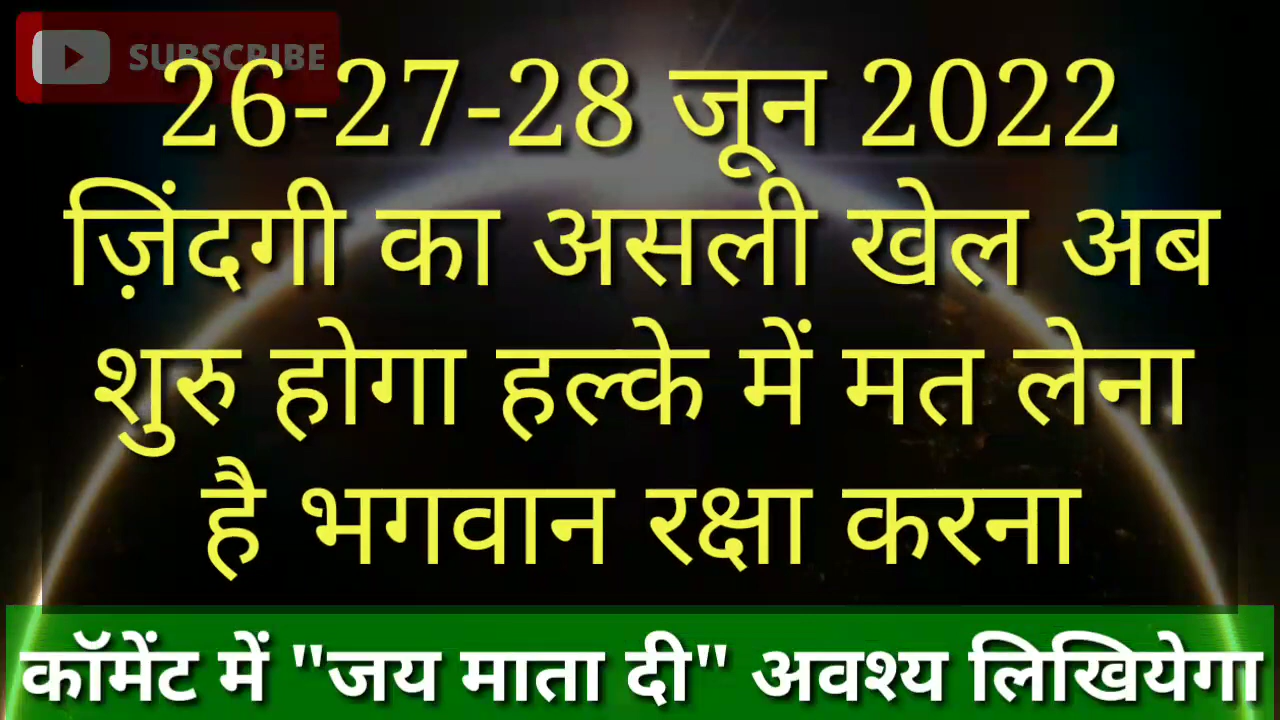 SUBSCRIBE
26-27-28 जून 2022
ज़िंदगी का असली खेल अब
शुरु होगा हल्के में मत लेना
है भगवान रक्षा करना
कॉमेंट में "जय माता दी" अवश्य लिखियेगा